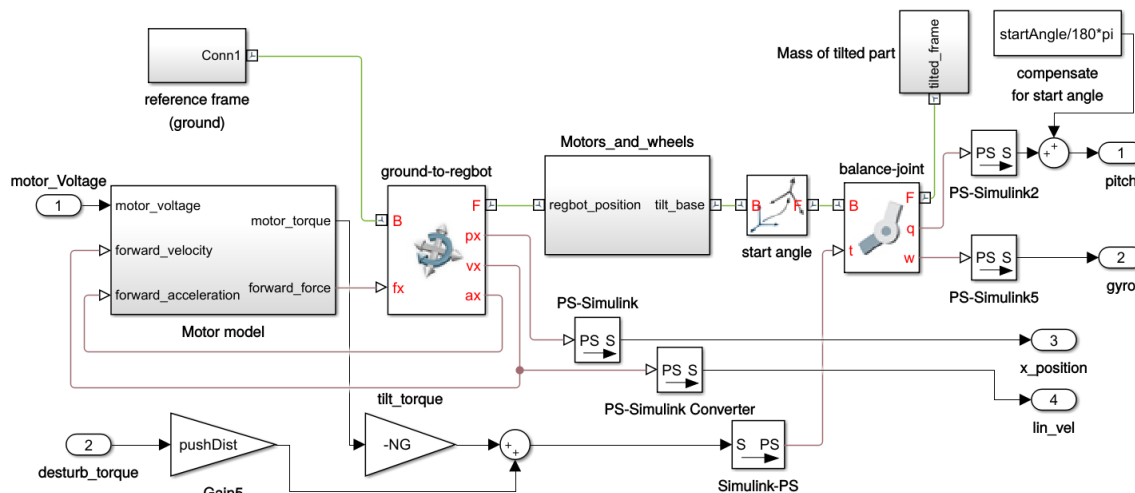 Conn1
reference frame
(ground)
Mass of tilted part
tilted_frame
startAngle/180*pi
compensate
for start angle
motor_Voltage
1
motor_voltage
motor_torque
forward_velocity
forward_acceleration
forward_force
Motor model
ground-to-regbot
B
F
px
vx
ax
fx
Motors_and_wheels
regbot_position
tilt_base
B
F
start angle
balance-joint
B
F
q
t
w
PS S
PS-Simulink2
+
+
1
pitch
PS S
PS-Simulink5
2
gyro
PS-Simulink
PS S
3
x_position
PS S
PS-Simulink Converter
4
lin_vel
tilt_torque
-NG
2
desturb_torque
pushDist
Gain5
+
+
S PS
Simulink-PS